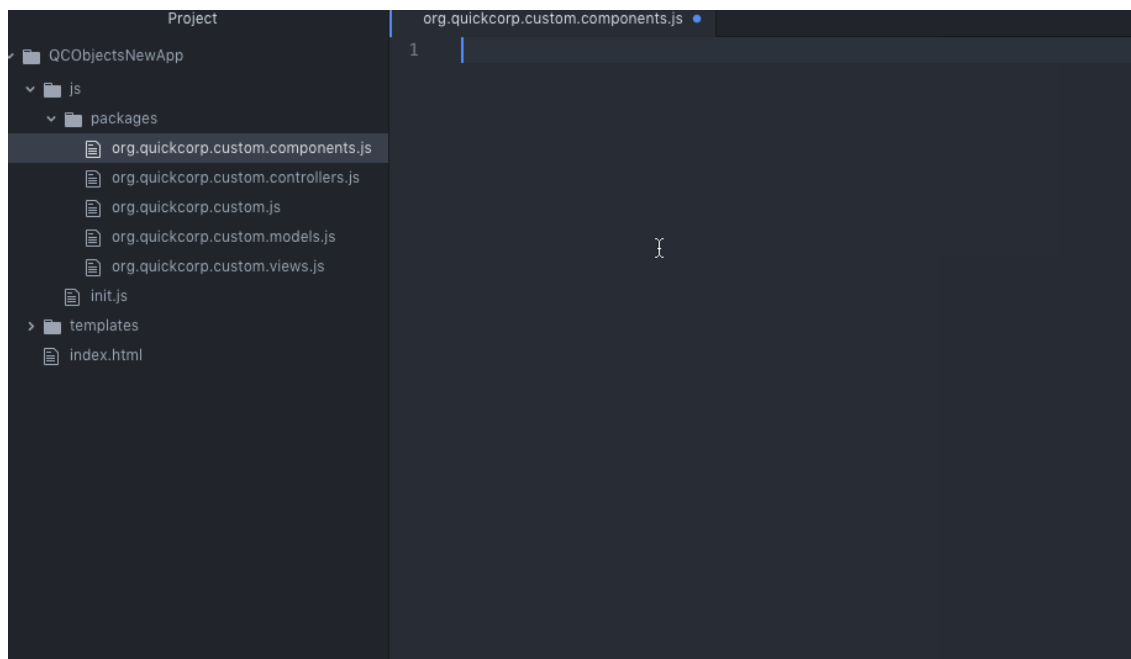 Project
QCObjectsNewApp
js
packages
org.quickcorp.custom.components.js
org.quickcorp.custom.controllers.js
org.quickcorp.custom.js
org.quickcorp.custom.models.js
org.quickcorp.custom.views.js
init.js
templates
index.html
org.quickcorp.custom.components.js
1